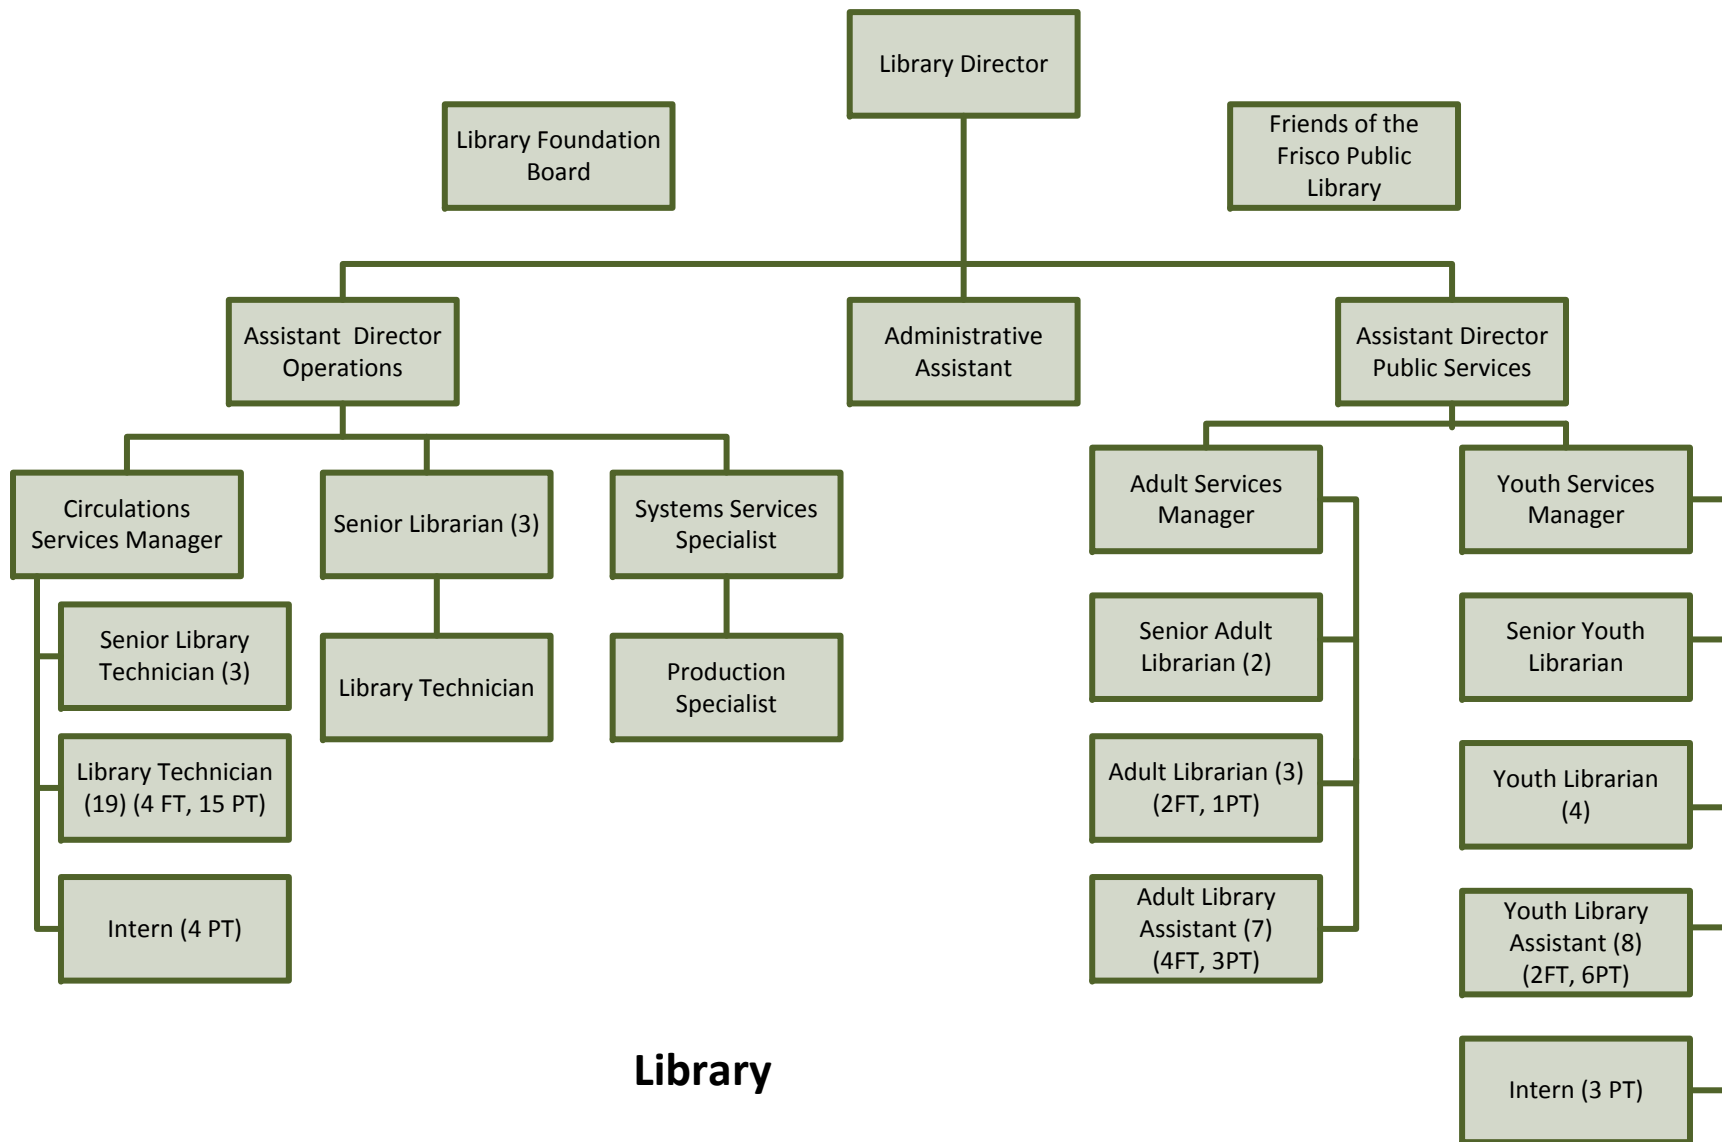 Library Director
Library Foundation
Board
Friends of the
Frisco Public
Library
Assistant  Director
Operations
Administrative
Assistant
Assistant Director
Public Services
Circulations
Services Manager
Senior Librarian (3)
Systems Services
Specialist
Adult Services
Manager
Youth Services
Manager
Senior Library
Technician (3)
Library Technician
Production
Specialist
Senior Adult
Librarian (2)
Senior Youth
Librarian
Library Technician
(19) (4 FT, 15 PT)
Adult Librarian (3)
(2FT, 1PT)
Youth Librarian
(4)
Intern (4 PT)
Adult Library
Assistant (7)
(4FT, 3PT)
Youth Library
Assistant (8)
(2FT, 6PT)
Library
Intern (3 PT)